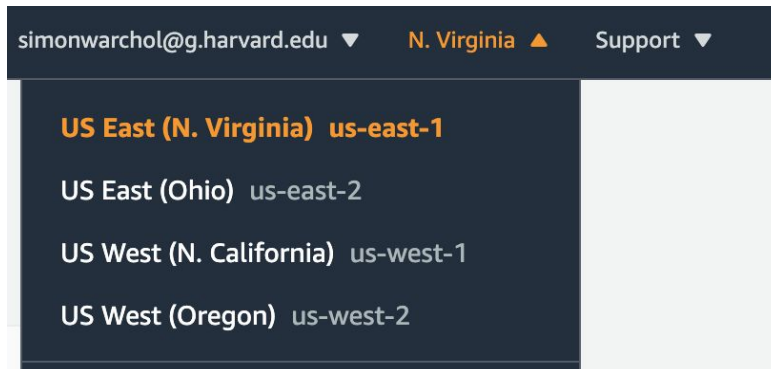 simonwarchol@g.harvard.edu ▼ N. Virginia ▲ Support ▼
US East (N. Virginia) us-east-1
US East (Ohio) us-east-2
US West (N. California) us-west-1
US West (Oregon) us-west-2